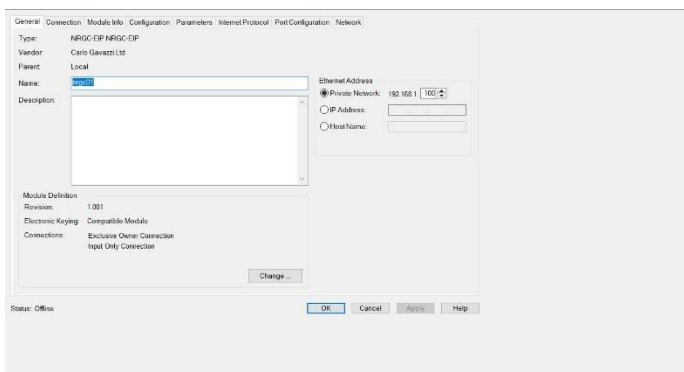 General Connection Module Info Configuration Parameters Internet Protocol Port Configuration Network
Type: NRGC-EIP NRGC-EIP
Vendor: Carlo Gavazzi Ltd
Parent: Local
Name: nrgc01
Description:
Ethernet Address
Private Network: 192.168.1. 100
IP Address:
Host Name:
Module Definition
Revision: 1.001
Electronic Keying: Compatible Module
Connections: Exclusive Owner Connection
Input Only Connection
Change ...
Status: Offline
OK Cancel Apply Help